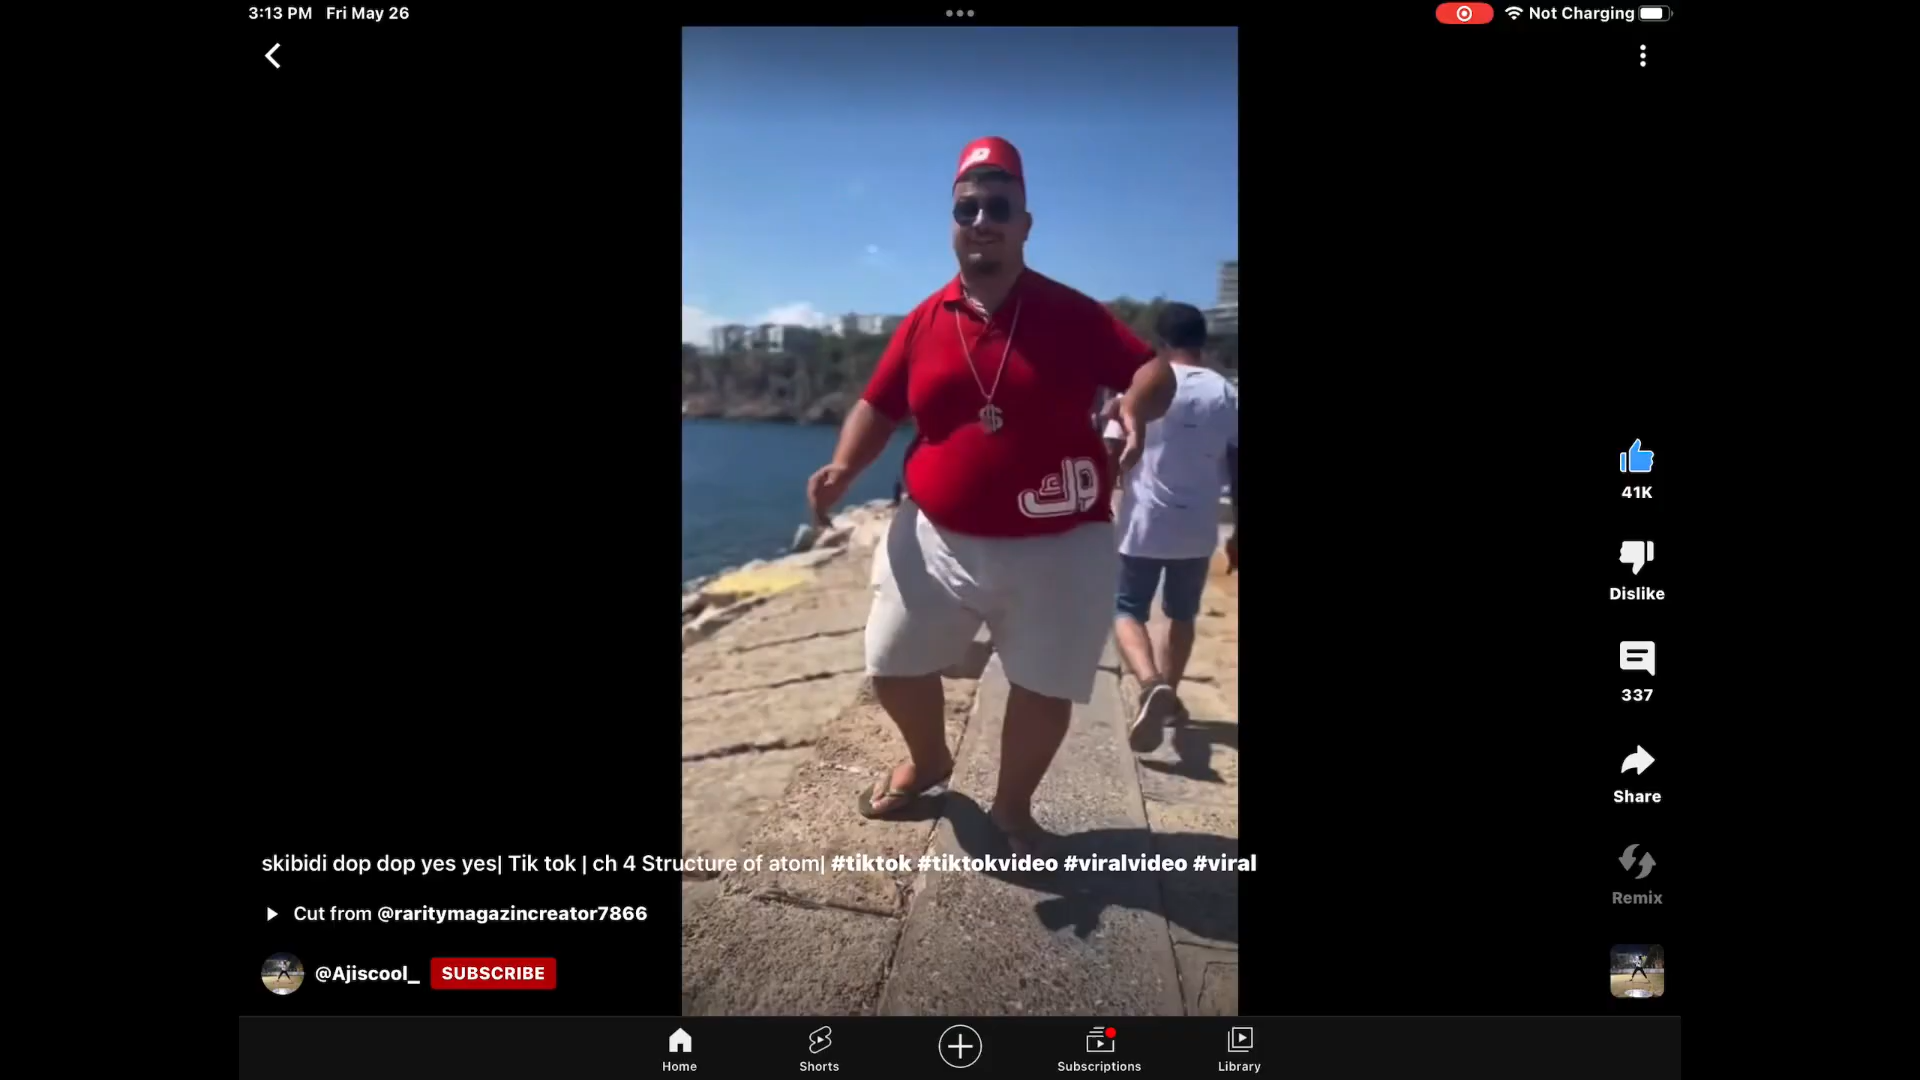 3:13 PM Fri May 26
Not Charging
$
41K
Dislike
337
Share
Remix
skibidi dop dop yes yes| Tik tok | ch 4 Structure of atom| #tiktok #tiktokvideo #viralvideo #viral
Cut from @raritymagazincreator7866
@Ajiscool_ SUBSCRIBE
Home Shorts Subscriptions Library